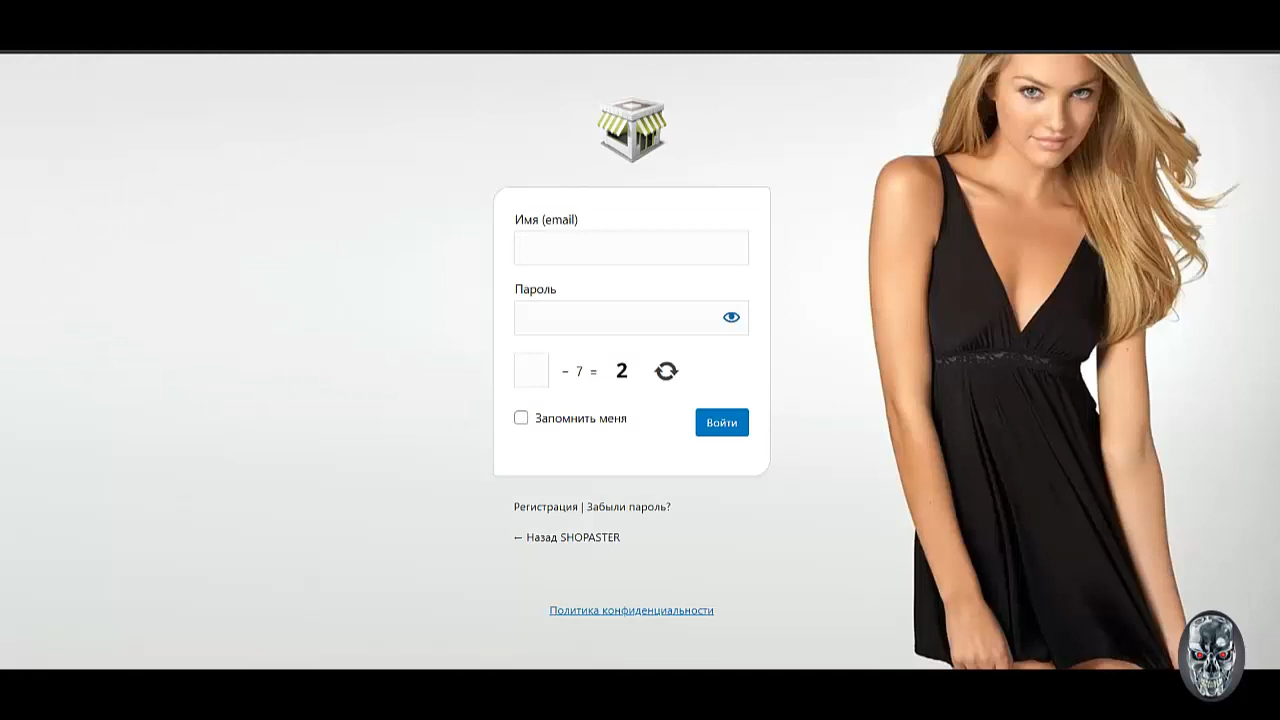 Имя (email)
Пароль
− 7 = 2
Запомнить меня
Войти
Регистрация | Забыли пароль?
← Назад SHOPASTER
Политика конфиденциальности